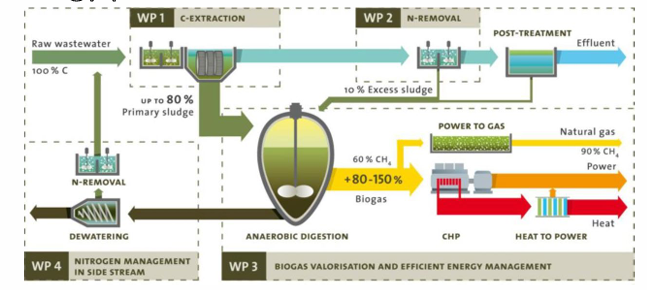 WP 1 C-EXTRACTION
WP 2 N-REMOVAL
POST-TREATMENT
Raw wastewater
Effluent
100 % C
10 % Excess sludge
UP TO 80 %
Primary sludge
POWER TO GAS
Natural gas
60 % CH4
90 % CH4
+80-150 %
Power
Biogas
N-REMOVAL
Heat
DEWATERING
ANAEROBIC DIGESTION
CHP
HEAT TO POWER
WP 4 NITROGEN MANAGEMENT
IN SIDE STREAM
WP 3 BIOGAS VALORISATION AND EFFICIENT ENERGY MANAGEMENT